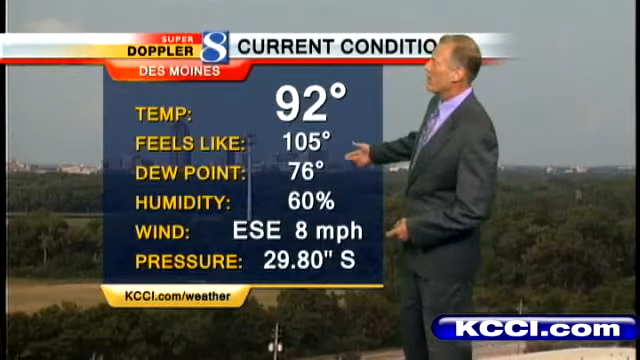 SUPER
DOPPLER 8 CURRENT CONDITIO
DES MOINES
TEMP: 92°
FEELS LIKE: 105°
DEW POINT: 76°
HUMIDITY: 60%
WIND: ESE 8 mph
PRESSURE: 29.80" S
KCCI.com/weather
KCCI.com